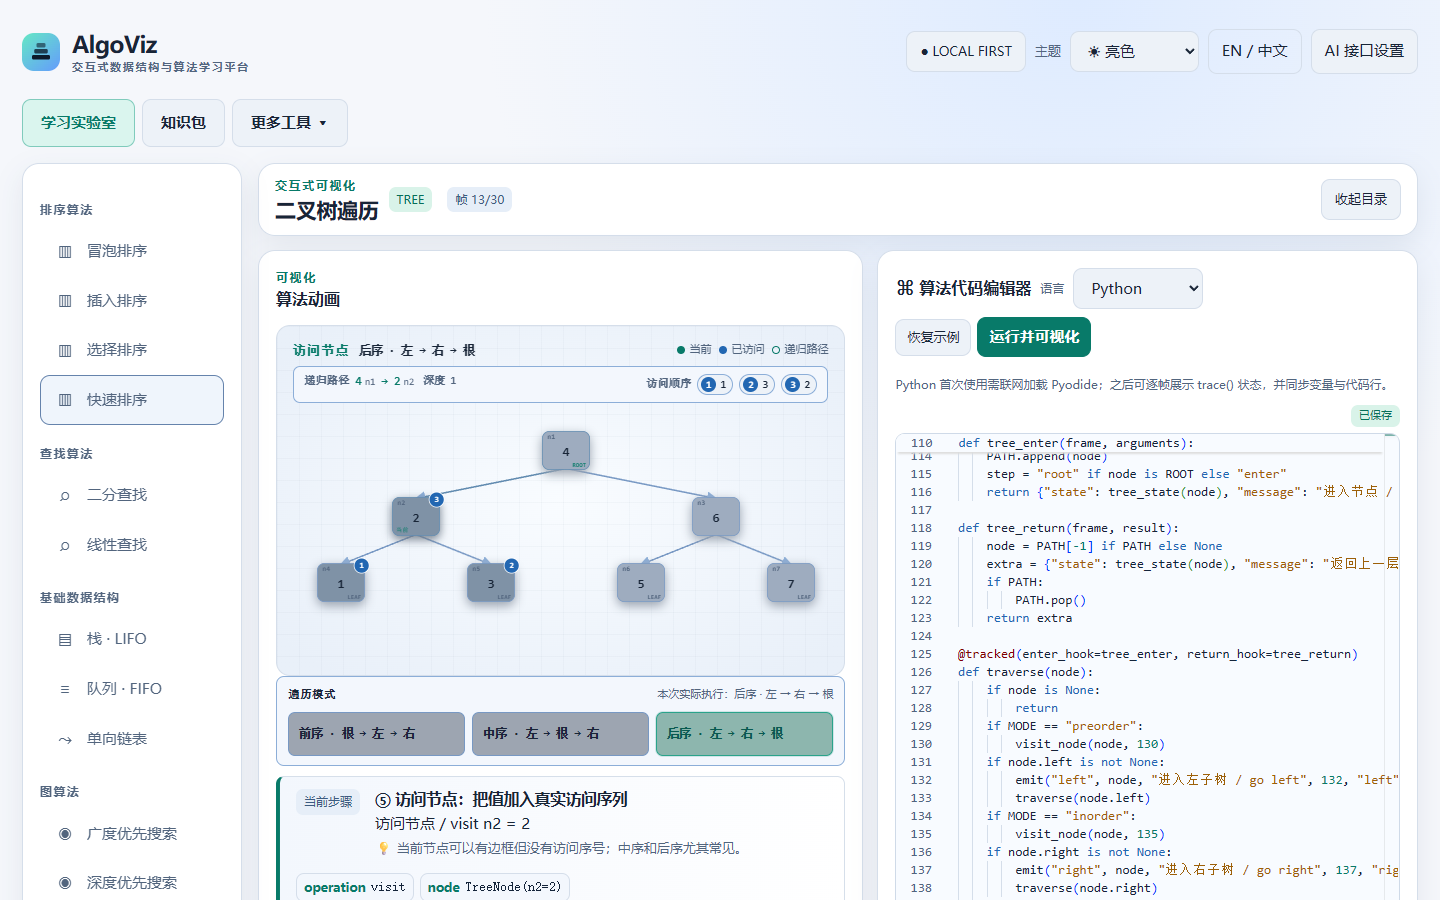 AlgoViz
交互式数据结构与算法学习平台
● LOCAL FIRST
主题
☀ 亮色
EN / 中文
AI 接口设置
学习实验室
知识包
更多工具 ▾
排序算法
冒泡排序
插入排序
选择排序
快速排序
查找算法
二分查找
线性查找
基础数据结构
栈 · LIFO
队列 · FIFO
单向链表
图算法
广度优先搜索
深度优先搜索
交互式可视化
二叉树遍历
TREE
帧 13/30
收起目录
可视化
算法动画
访问节点 后序 · 左 → 右 → 根
当前 已访问 递归路径
递归路径 4 n1 → 2 n2 深度 1
访问顺序 1 1 2 3 3 2
n1
4
ROOT
n2
3
2
n3
6
n4
1
1
LEAF
n5
2
3
LEAF
n6
5
n7
7
LEAF
遍历模式
本次实际执行：后序 · 左 → 右 → 根
前序 · 根 → 左 → 右
中序 · 左 → 根 → 右
后序 · 左 → 右 → 根
当前步骤
⑤ 访问节点：把值加入真实访问序列
访问节点 / visit n2 = 2
💡 当前节点可以有边框但没有访问序号；中序和后序尤其常见。
operation visit
node TreeNode(n2=2)
⌘ 算法代码编辑器
语言
Python
恢复示例
运行并可视化
Python 首次使用需联网加载 Pyodide；之后可逐帧展示 trace() 状态，并同步变量与代码行。
已保存
110 def tree_enter(frame, arguments):
114 PATH.append(node)
115 step = "root" if node is ROOT else "enter"
116 return {"state": tree_state(node), "message": "进入节点 /
117
118 def tree_return(frame, result):
119 node = PATH[-1] if PATH else None
120 extra = {"state": tree_state(node), "message": "返回上一层
121 if PATH:
122 PATH.pop()
123 return extra
124
125 @tracked(enter_hook=tree_enter, return_hook=tree_return)
126 def traverse(node):
127 if node is None:
128 return
129 if MODE == "preorder":
130 visit_node(node, 130)
131 if node.left is not None:
132 emit("left", node, "进入左子树 / go left", 132, "left"
133 traverse(node.left)
134 if MODE == "inorder":
135 visit_node(node, 135)
136 if node.right is not None:
137 emit("right", node, "进入右子树 / go right", 137, "rig
138 traverse(node.right)